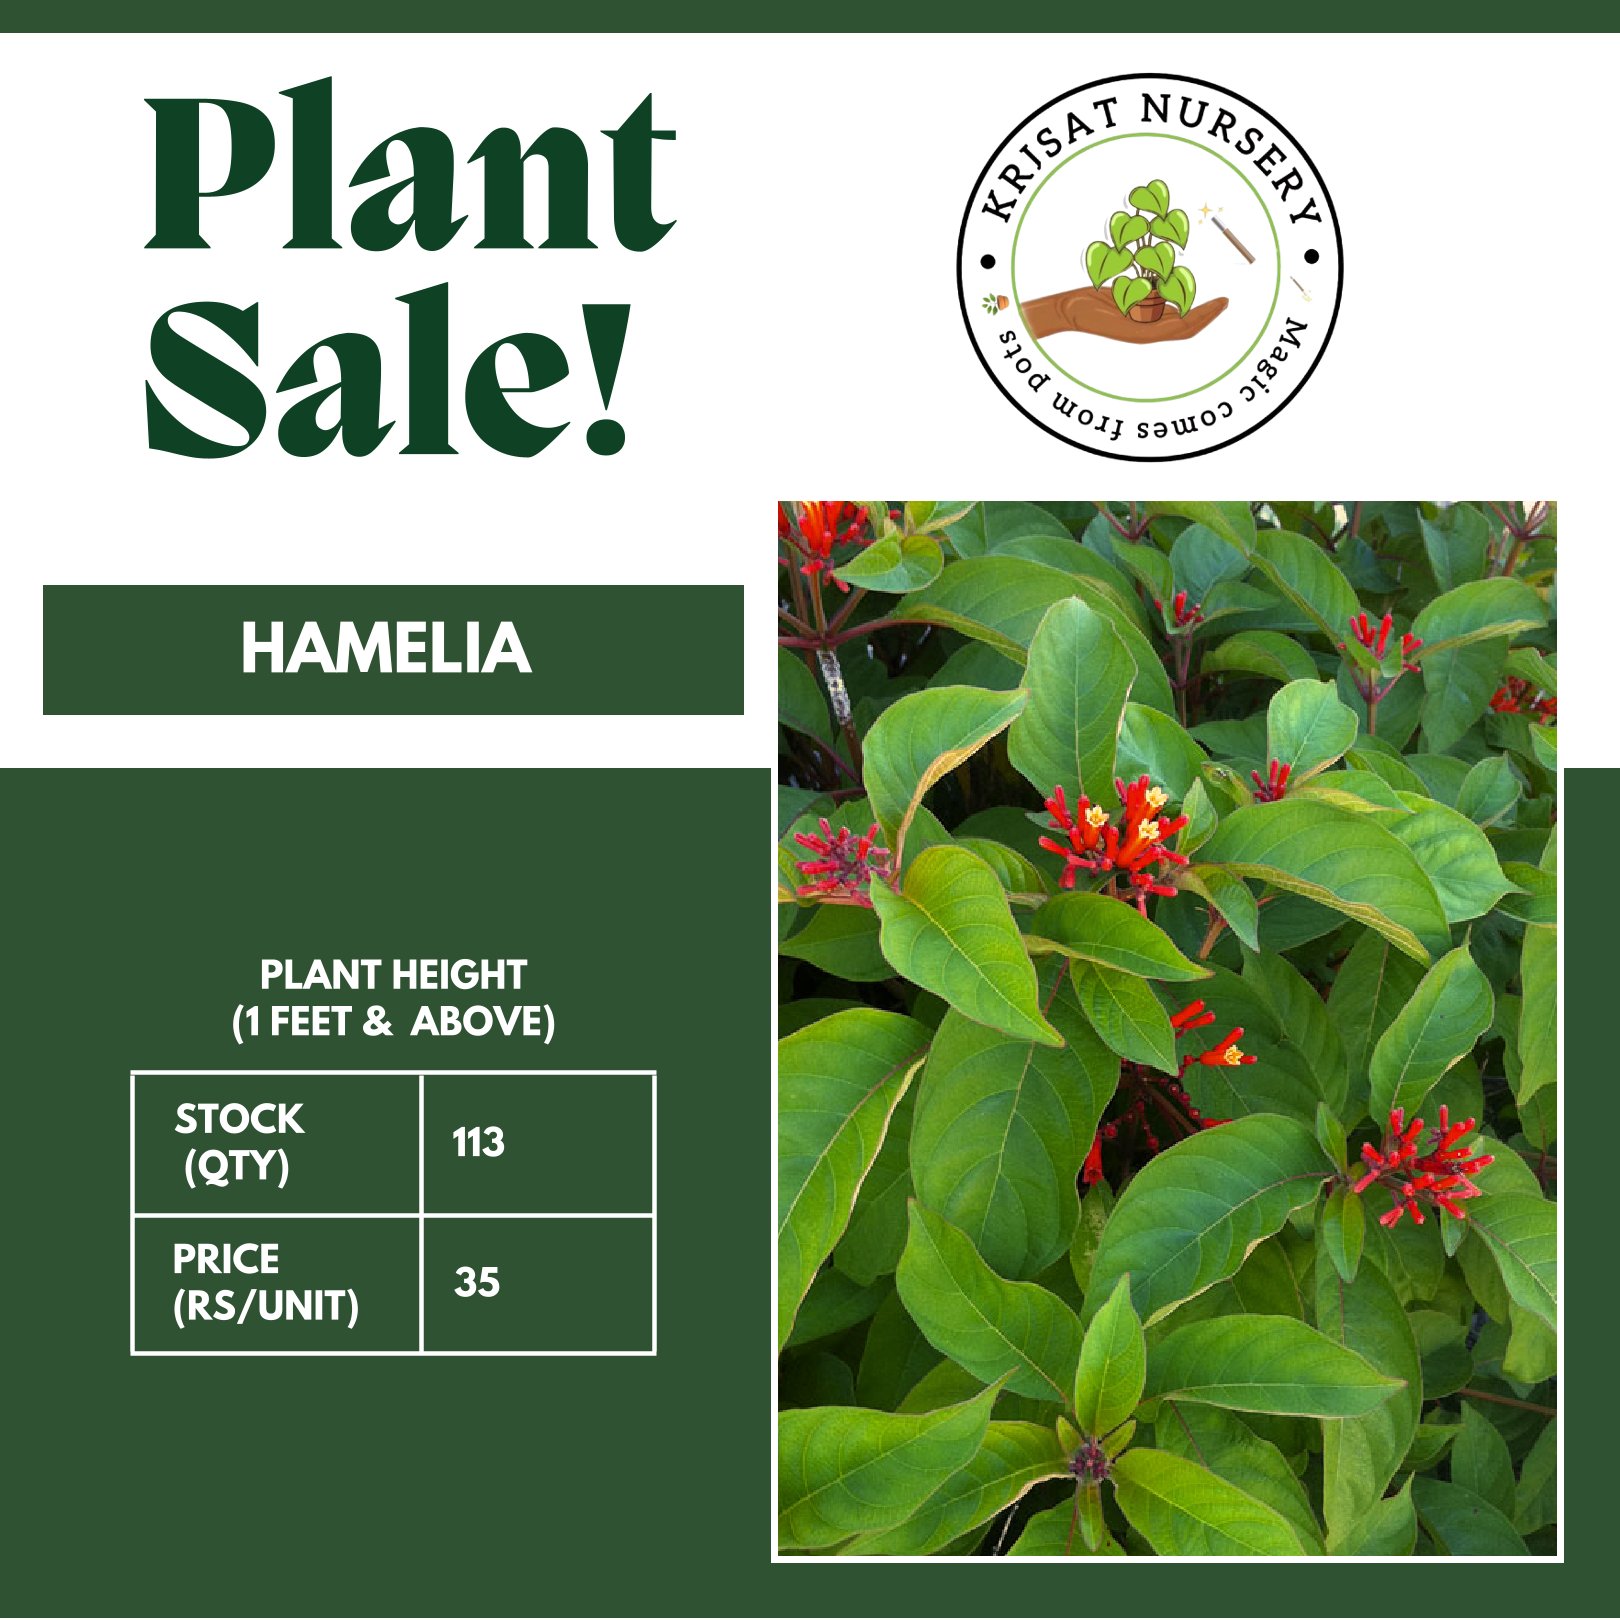 Plant
Sale!
KRJSAT NURSERY
Magic comes from pots
HAMELIA
PLANT HEIGHT
(1 FEET & ABOVE)
STOCK
(QTY)
113
PRICE
(RS/UNIT)
35